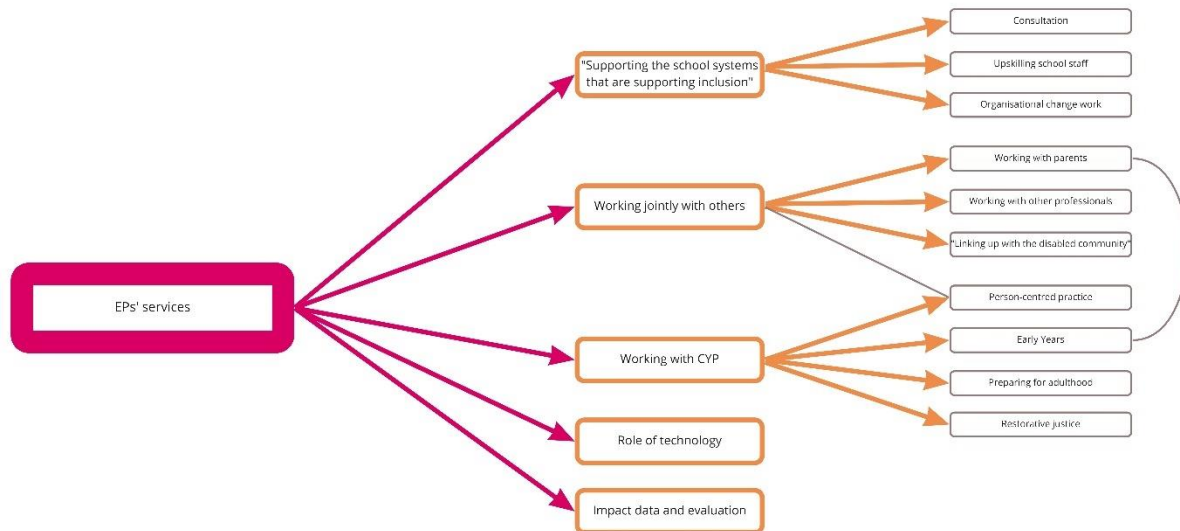 EPs' services
"Supporting the school systems
that are supporting inclusion"
Consultation
Upskilling school staff
Organisational change work
Working jointly with others
Working with parents
Working with other professionals
"Linking up with the disabled community"
Working with CYP
Person-centred practice
Early Years
Preparing for adulthood
Restorative justice
Role of technology
Impact data and evaluation